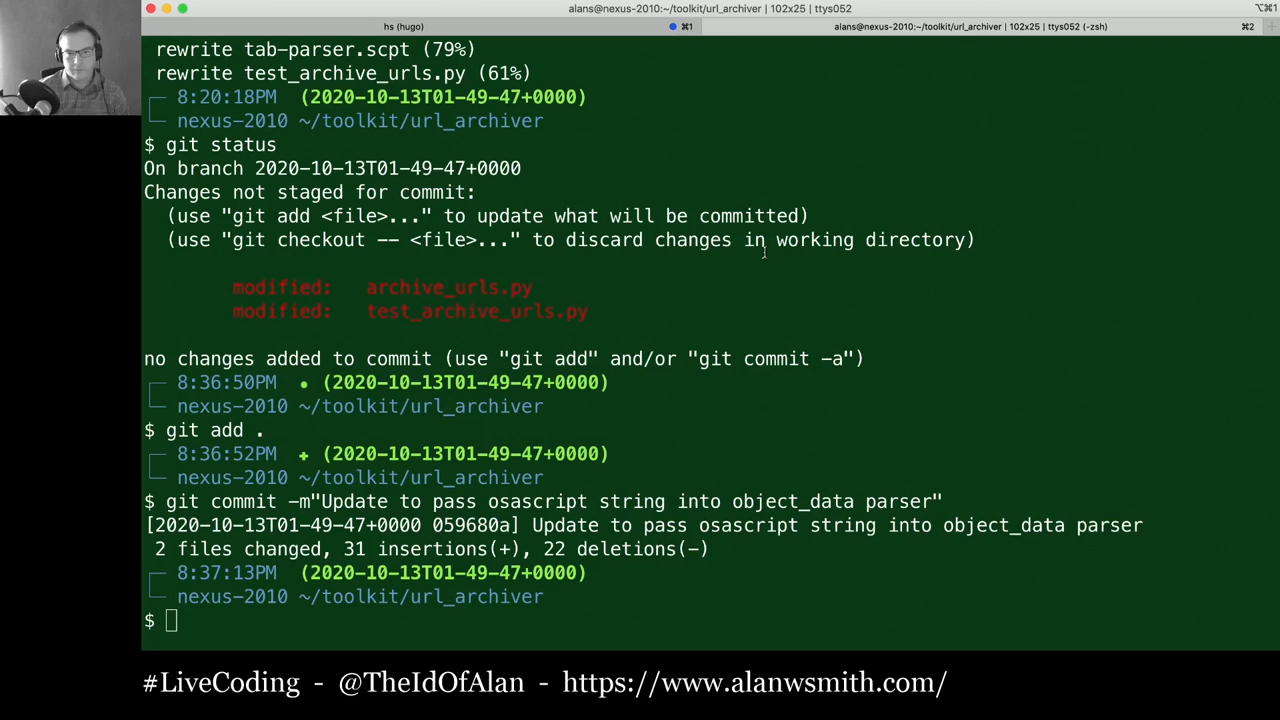 alans@nexus-2010:~/toolkit/url_archiver | 102x25 | ttys052
⌥⌘1
hs (hugo)
⌘1
alans@nexus-2010:~/toolkit/url_archiver | 102x25 | ttys052 (-zsh)
⌘2
rewrite tab-parser.scpt (79%)
rewrite test_archive_urls.py (61%)
8:20:18PM (2020-10-13T01-49-47+0000)
nexus-2010 ~/toolkit/url_archiver
$ git status
On branch 2020-10-13T01-49-47+0000
Changes not staged for commit:
(use "git add <file>..." to update what will be committed)
(use "git checkout -- <file>..." to discard changes in working directory)
modified: archive_urls.py
modified: test_archive_urls.py
no changes added to commit (use "git add" and/or "git commit -a")
8:36:50PM • (2020-10-13T01-49-47+0000)
nexus-2010 ~/toolkit/url_archiver
$ git add .
8:36:52PM + (2020-10-13T01-49-47+0000)
nexus-2010 ~/toolkit/url_archiver
$ git commit -m"Update to pass osascript string into object_data parser"
[2020-10-13T01-49-47+0000 059680a] Update to pass osascript string into object_data parser
2 files changed, 31 insertions(+), 22 deletions(-)
8:37:13PM (2020-10-13T01-49-47+0000)
nexus-2010 ~/toolkit/url_archiver
$
#LiveCoding - @TheIdOfAlan - https://www.alanwsmith.com/